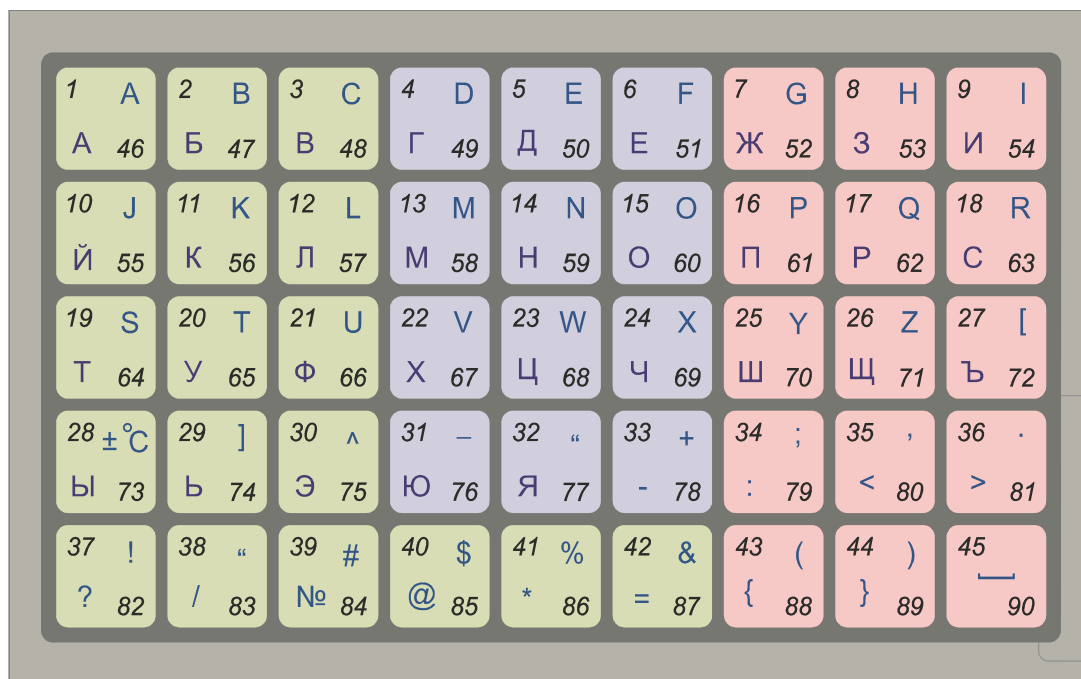 1 A 2 B 3 C 4 D 5 E 6 F 7 G 8 H 9 I
А 46 Б 47 В 48 Г 49 Д 50 Е 51 Ж 52 З 53 И 54
10 J 11 K 12 L 13 M 14 N 15 O 16 P 17 Q 18 R
Й 55 К 56 Л 57 М 58 Н 59 О 60 П 61 Р 62 С 63
19 S 20 T 21 U 22 V 23 W 24 X 25 Y 26 Z 27 [
Т 64 У 65 Ф 66 Х 67 Ц 68 Ч 69 Ш 70 Щ 71 Ъ 72
28 ±°C 29 ] 30 ^ 31 _ 32 “ 33 + 34 ; 35 , 36 ·
Ы 73 Ь 74 Э 75 Ю 76 Я 77 - 78 : 79 < 80 > 81
37 ! 38 “ 39 # 40 $ 41 % 42 & 43 ( 44 ) 45
? 82 / 83 № 84 @ 85 * 86 = 87 { 88 } 89 ⎵ 90